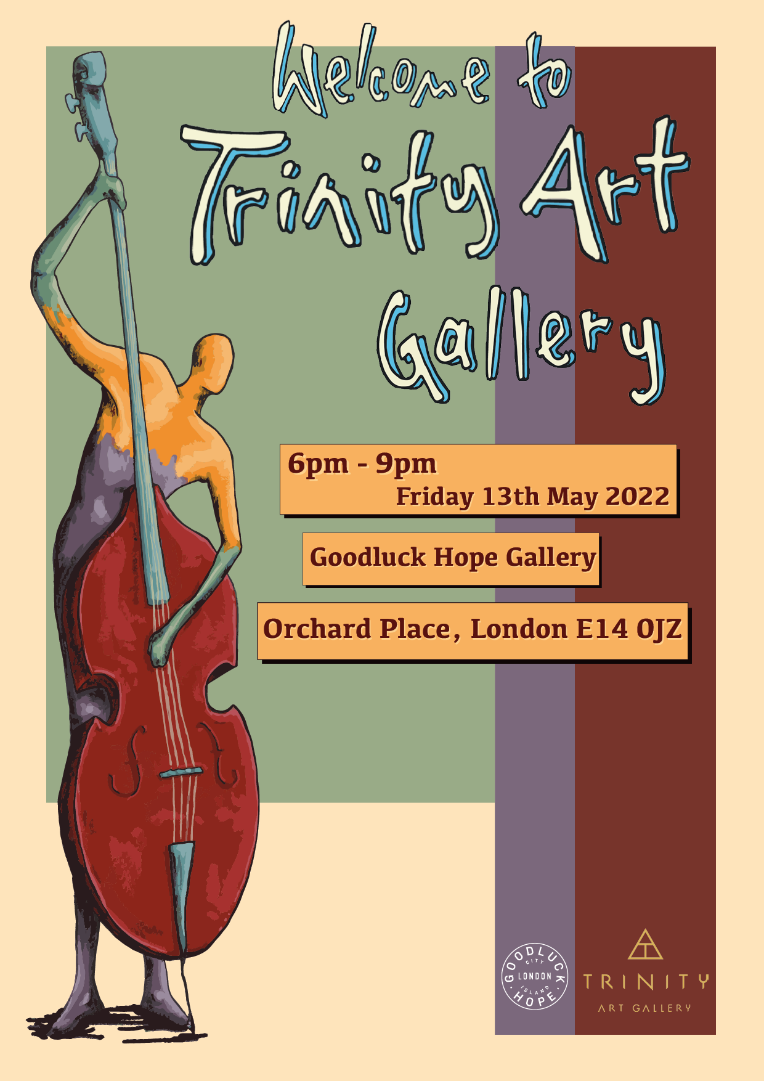 Welcome to
Trinity Art
Gallery
6pm - 9pm
Friday 13th May 2022
Goodluck Hope Gallery
Orchard Place, London E14 0JZ
GOODLUCK
CITY
LONDON
ISLAND
HOPE
TRINITY
ART GALLERY